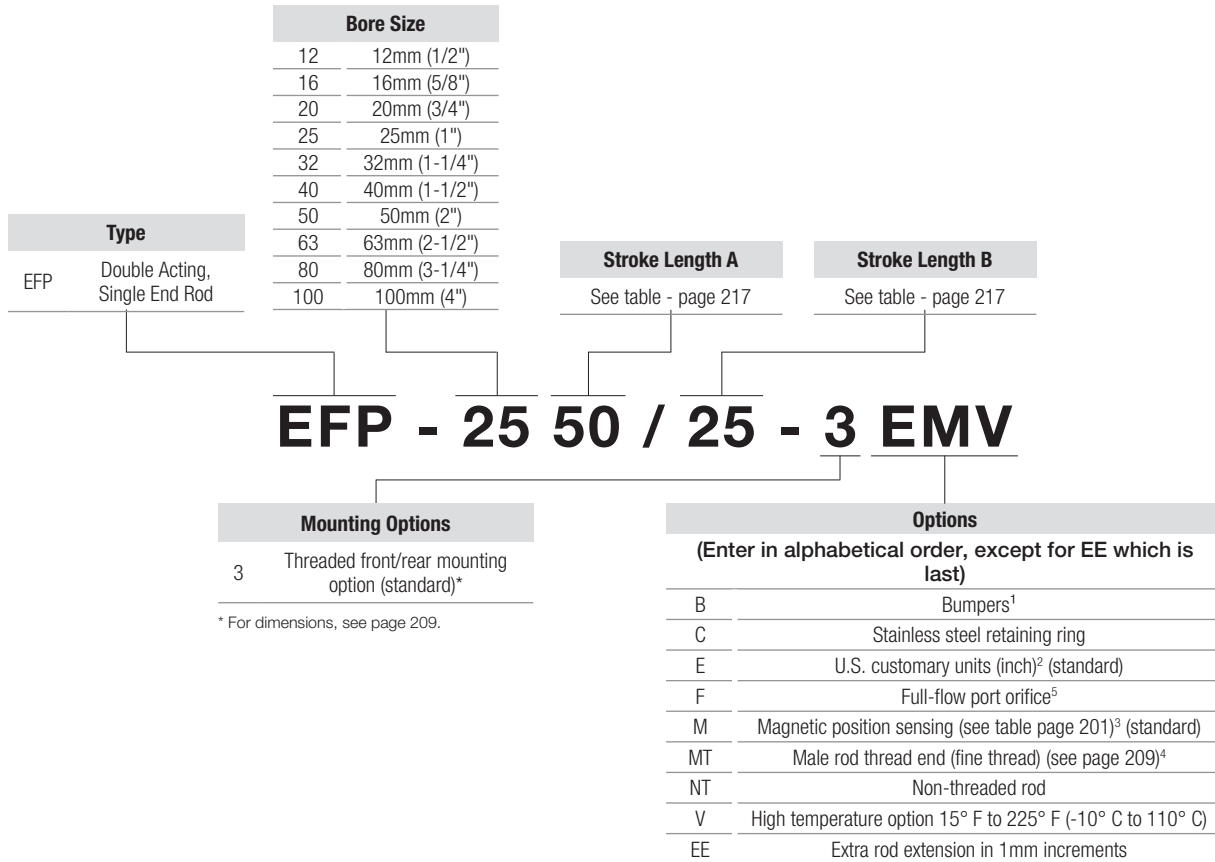 Bore Size
12 12mm (1/2")
16 16mm (5/8")
20 20mm (3/4")
25 25mm (1")
32 32mm (1-1/4")
40 40mm (1-1/2")
50 50mm (2")
63 63mm (2-1/2")
80 80mm (3-1/4")
100 100mm (4")
Type
EFP Double Acting,
Single End Rod
Stroke Length A
See table - page 217
Stroke Length B
See table - page 217
EFP - 25 50 / 25 - 3 EMV
Mounting Options
3 Threaded front/rear mounting
option (standard)*
* For dimensions, see page 209.
Options
(Enter in alphabetical order, except for EE which is
last)
B Bumpers¹
C Stainless steel retaining ring
E U.S. customary units (inch)² (standard)
F Full-flow port orifice⁵
M Magnetic position sensing (see table page 201)³ (standard)
MT Male rod thread end (fine thread) (see page 209)⁴
NT Non-threaded rod
V High temperature option 15° F to 225° F (-10° C to 110° C)
EE Extra rod extension in 1mm increments